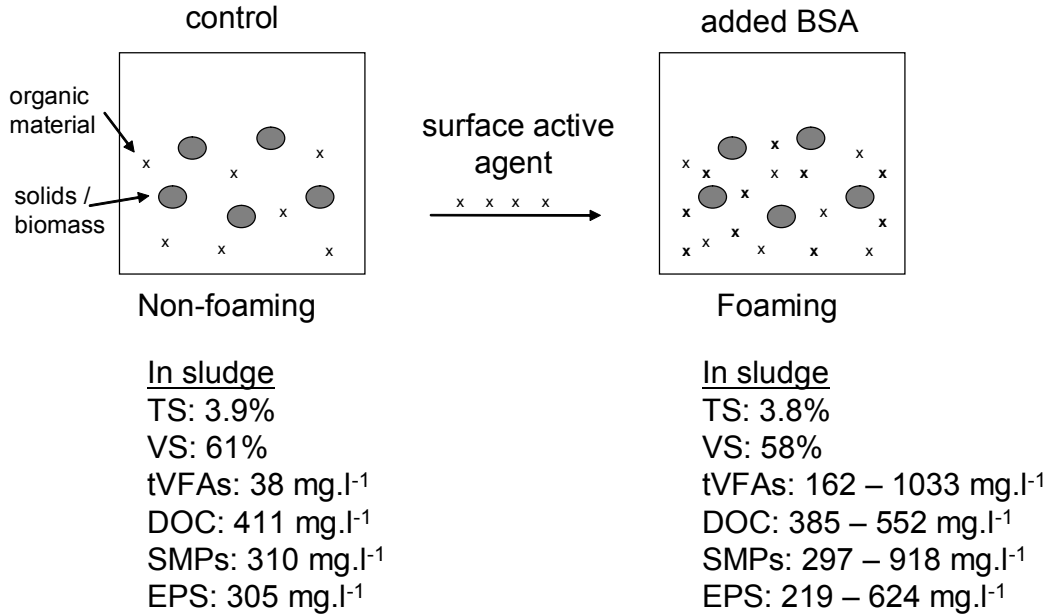 control
added BSA
organic
material
solids /
biomass
surface active
agent
x x x x
Non-foaming
Foaming
In sludge
TS: 3.9%
VS: 61%
tVFAs: 38 mg.l-1
DOC: 411 mg.l-1
SMPs: 310 mg.l-1
EPS: 305 mg.l-1
In sludge
TS: 3.8%
VS: 58%
tVFAs: 162 – 1033 mg.l-1
DOC: 385 – 552 mg.l-1
SMPs: 297 – 918 mg.l-1
EPS: 219 – 624 mg.l-1